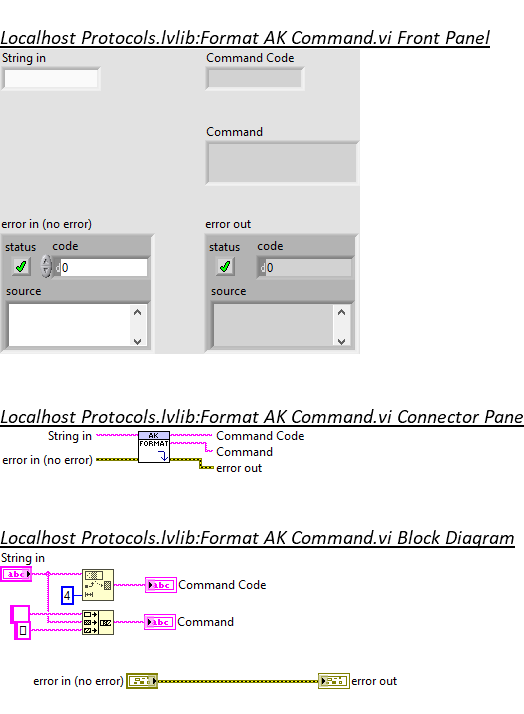 Localhost Protocols.lvlib:Format AK Command.vi Front Panel
String in Command Code
Command
error in (no error) error out
status code status code
d 0 d 0
source source
Localhost Protocols.lvlib:Format AK Command.vi Connector Pane
String in AK Command Code
FORMAT Command
error in (no error) error out
Localhost Protocols.lvlib:Format AK Command.vi Block Diagram
String in
abc
abc Command Code
4
abc Command
error in (no error) error out